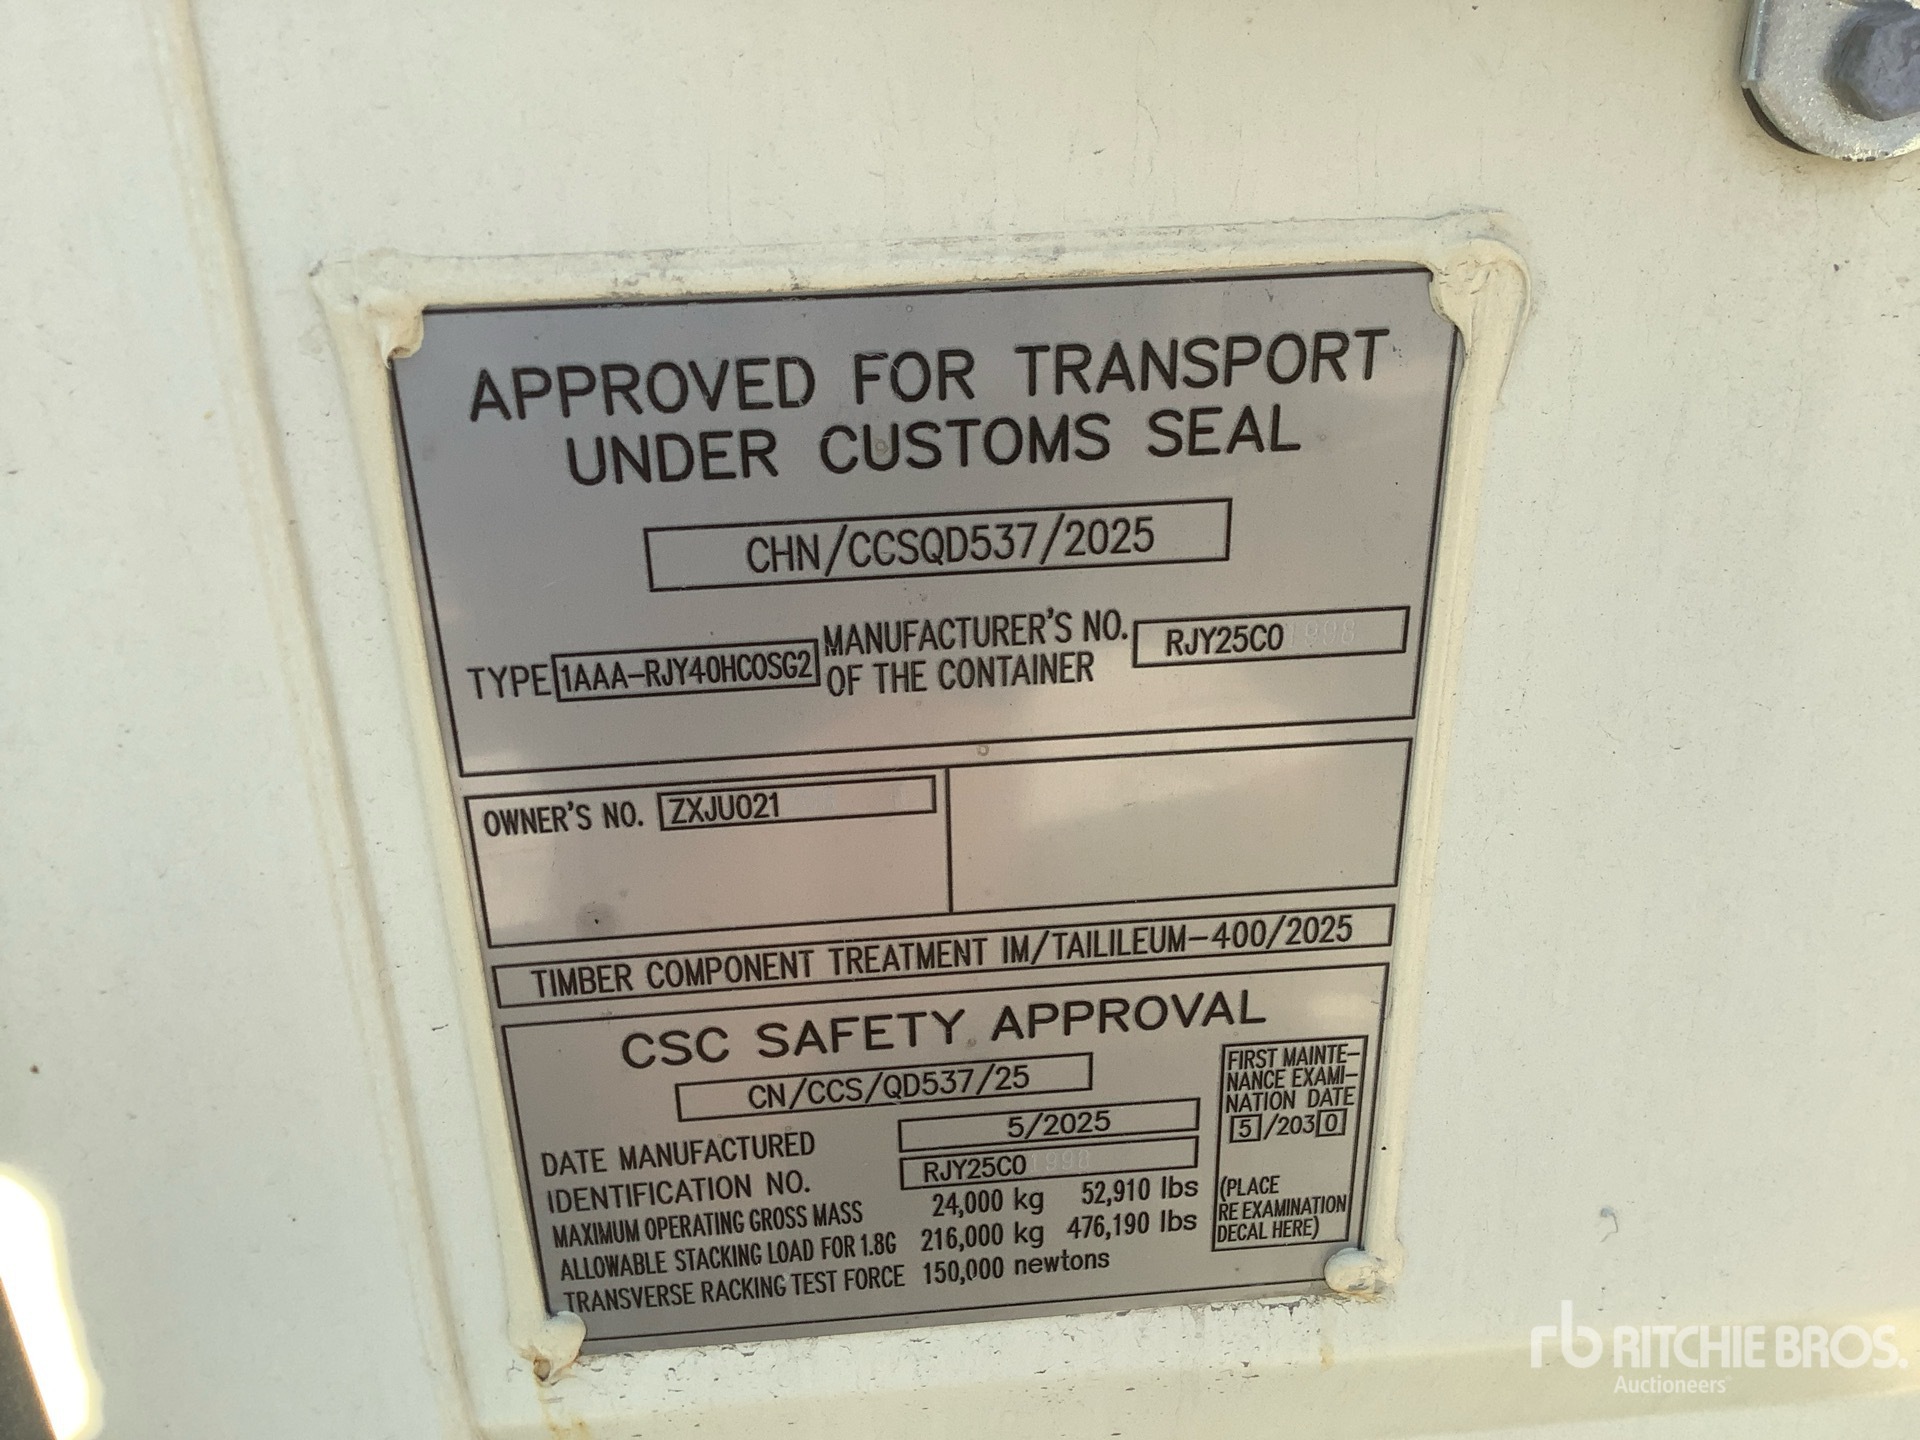 APPROVED FOR TRANSPORT
UNDER CUSTOMS SEAL
CHN/CCSQD537/2025
TYPE 1AAA-RJY40HCOSG2 MANUFACTURER'S NO. OF THE CONTAINER RJY25C01998
OWNER'S NO. ZXJU021
TIMBER COMPONENT TREATMENT IM/TAILILEUM-400/2025
CSC SAFETY APPROVAL
CN/CCS/QD537/25
DATE MANUFACTURED 5/2025
IDENTIFICATION NO. RJY25C01998
MAXIMUM OPERATING GROSS MASS 24,000 kg 52,910 lbs
ALLOWABLE STACKING LOAD FOR 1.8G 216,000 kg 476,190 lbs
TRANSVERSE RACKING TEST FORCE 150,000 newtons
FIRST MAINTE-
NANCE EXAMI-
NATION DATE
5/2030
(PLACE
RE EXAMINATION
DECAL HERE)
rb RITCHIE BROS.
Auctioneers